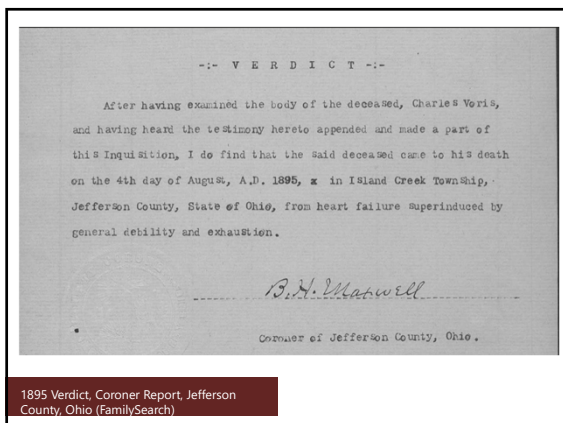 -:- V E R D I C T -:-
After having examined the body of the deceased, Charles Voris,
and having heard the testimony hereto appended and made a part of
this Inquisition, I do find that the said deceased came to his death
on the 4th day of August, A.D. 1895, x in Island Creek Township,
Jefferson County, State of Ohio, from heart failure superinduced by
general debility and exhaustion.
B. H. Maxwell
Coroner of Jefferson County, Ohio.
1895 Verdict, Coroner Report, Jefferson
County, Ohio (FamilySearch)